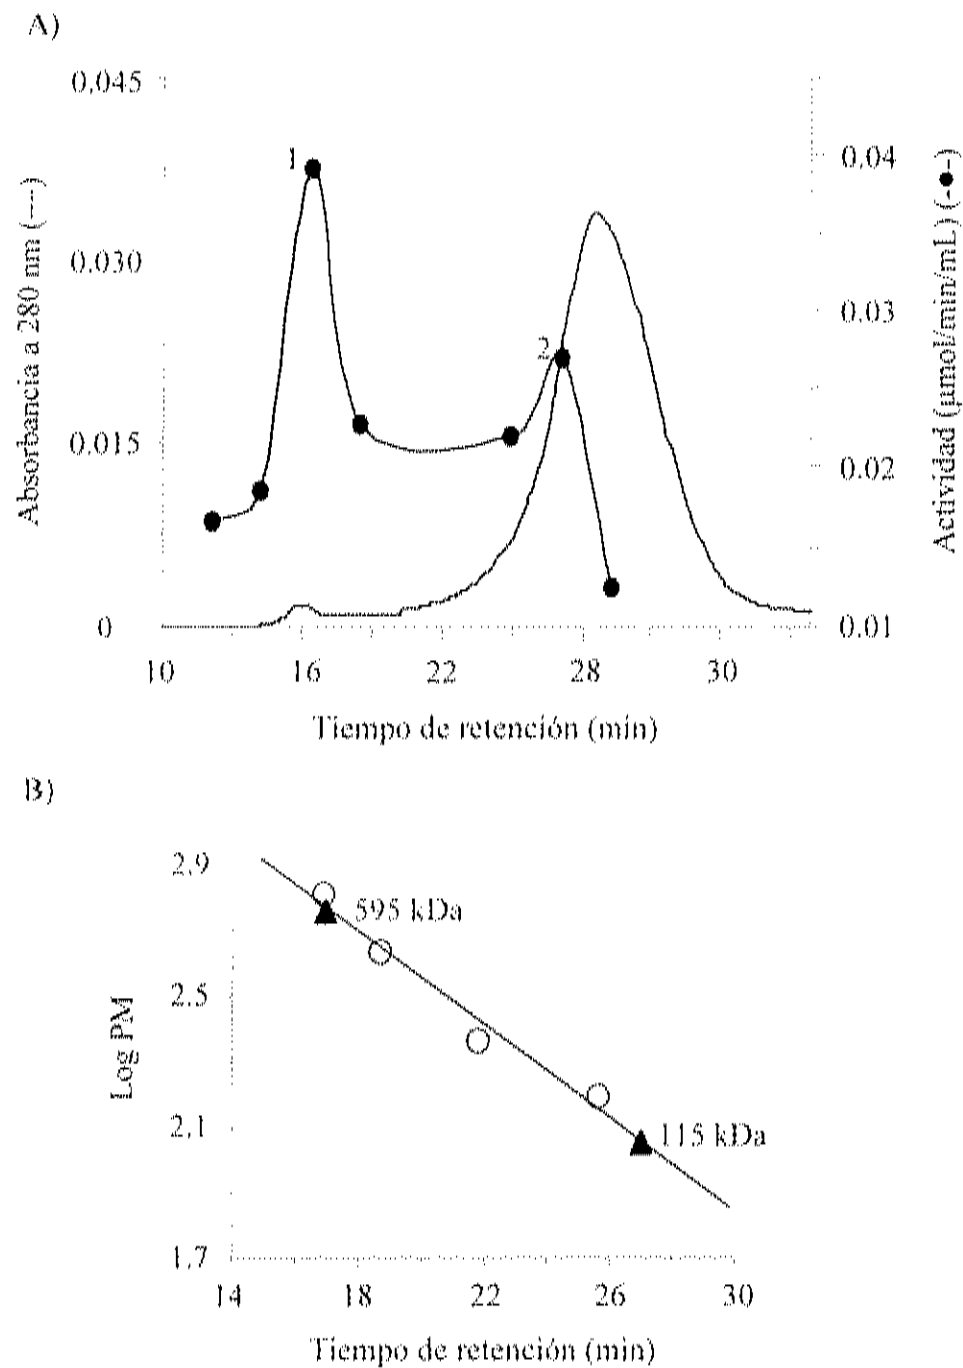 A)
0,045
0.030
0.015
0
Absorbancia a 280 nm (---)
1
2
0.04
0.03
0.02
0.01
Actividad (µmol/min/mL) (-●-)
10 16 22 28 30
Tiempo de retención (min)
B)
2,9
2.5
2,1
1,7
Log PM
595 kDa
115 kDa
14 18 22 26 30
Tiempo de retención (min)